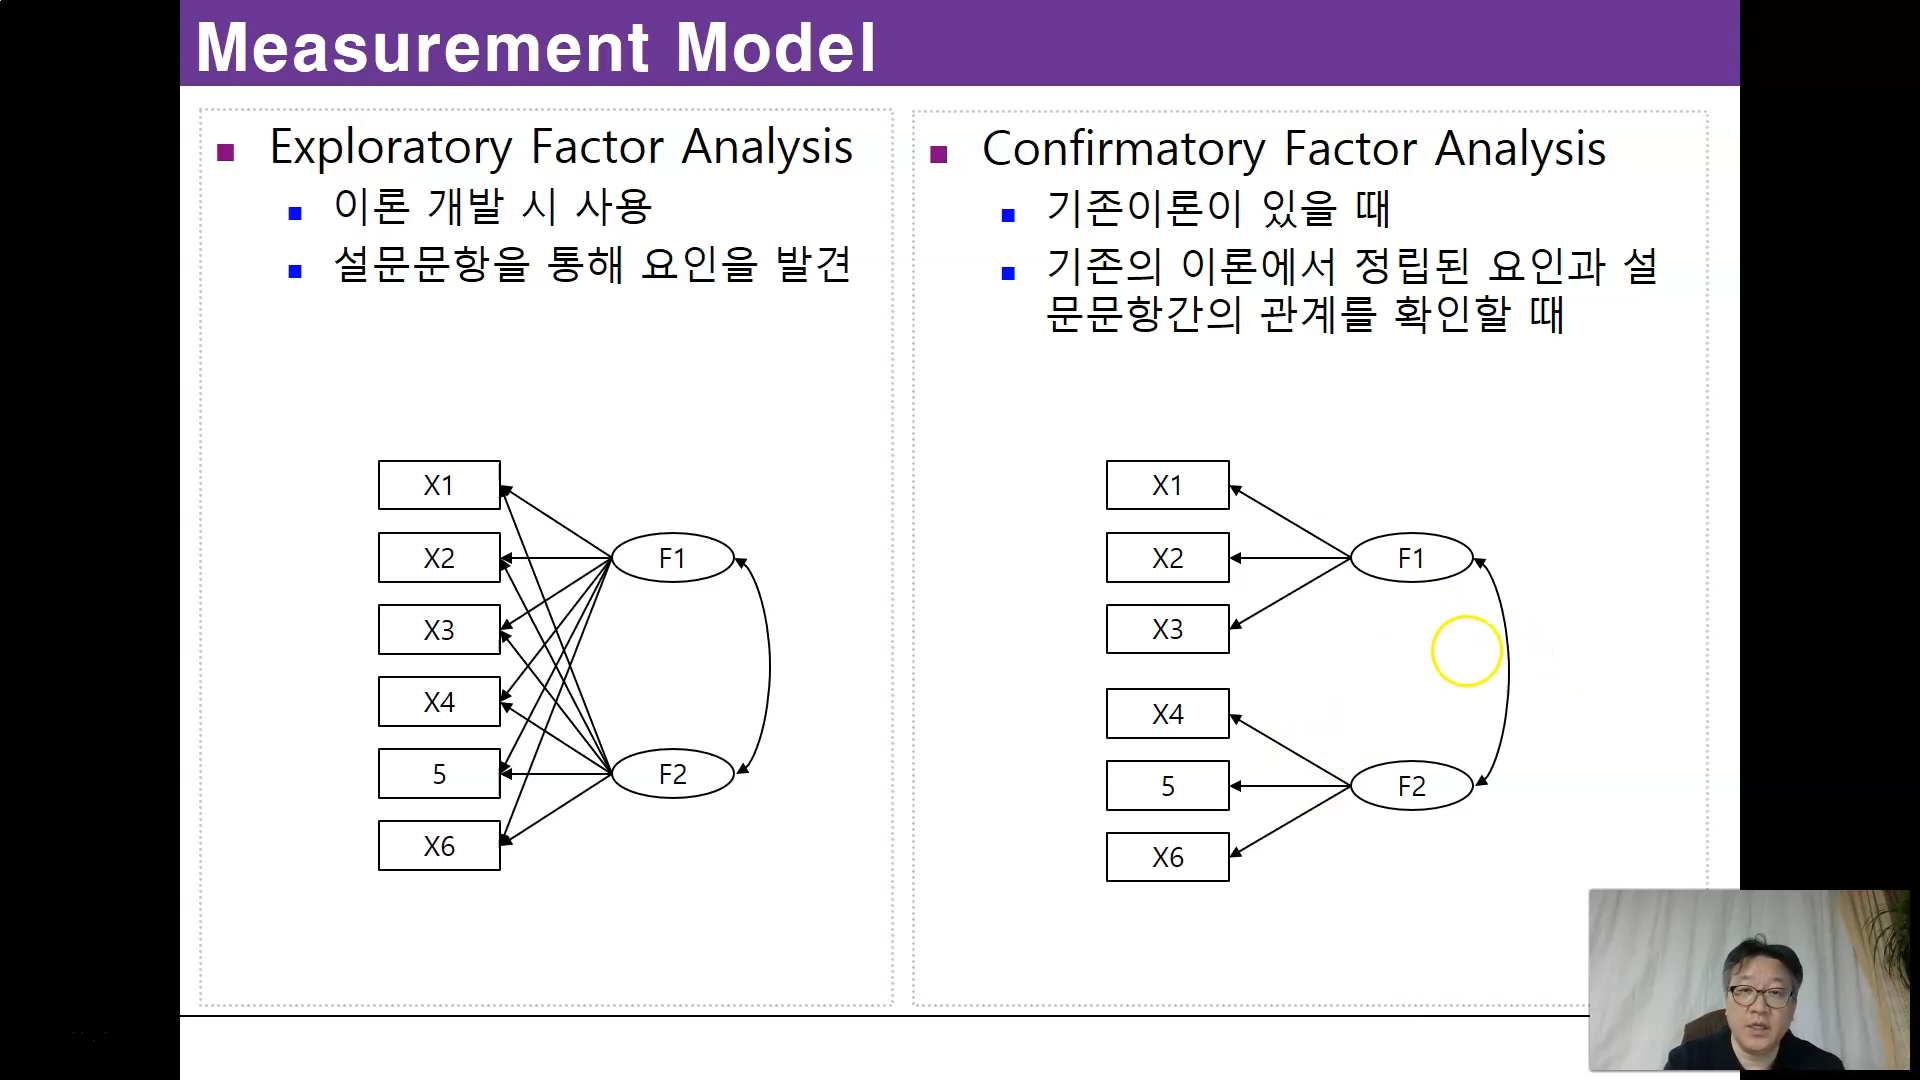 Measurement Model
Exploratory Factor Analysis
이론 개발 시 사용
설문문항을 통해 요인을 발견
X1
X2
X3
X4
5
X6
F1
F2
Confirmatory Factor Analysis
기존이론이 있을 때
기존의 이론에서 정립된 요인과 설
문문항간의 관계를 확인할 때
X1
X2
X3
X4
5
X6
F1
F2